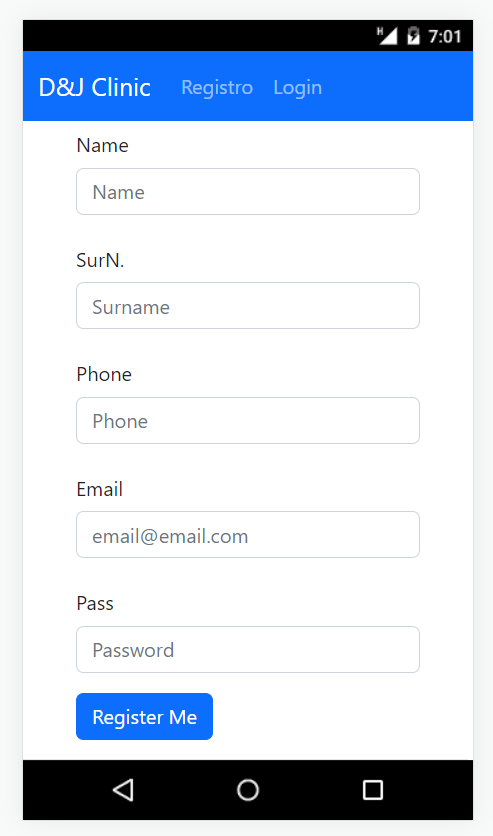 H 7:01
D&J Clinic Registro Login
Name
Name
SurN.
Surname
Phone
Phone
Email
email@email.com
Pass
Password
Register Me